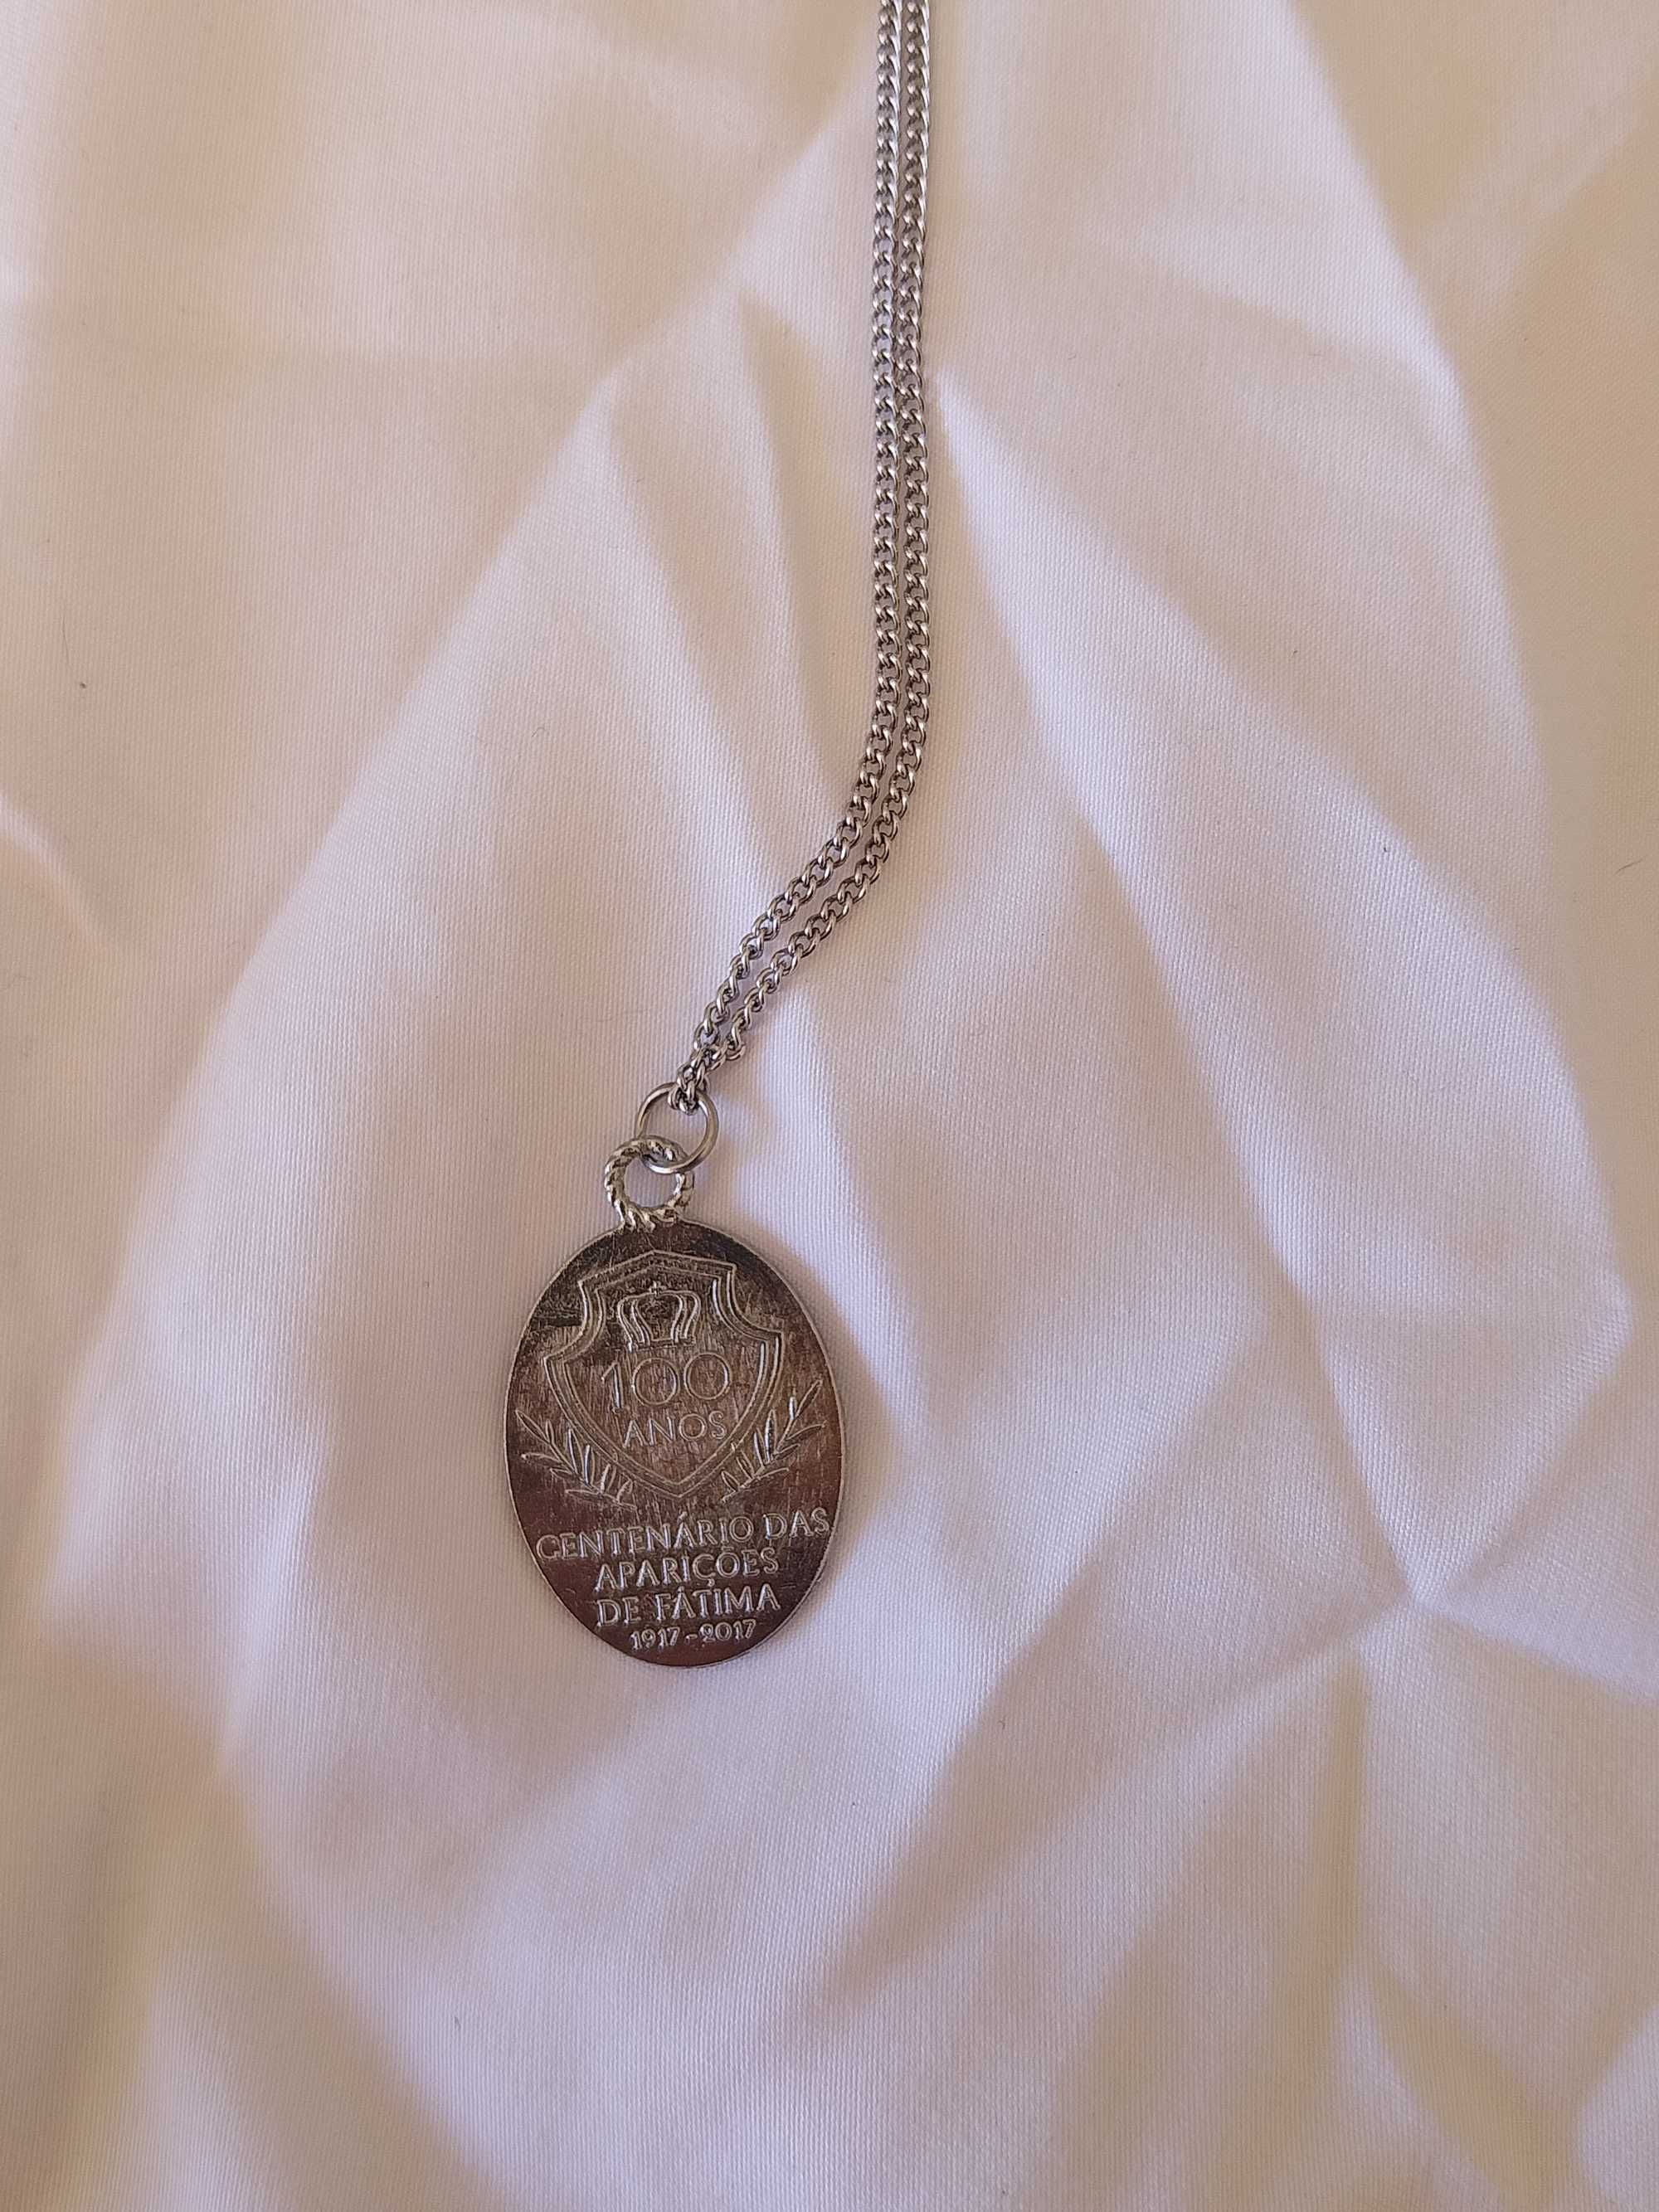 100
ANOS
CENTENÁRIO DAS
APARIÇÕES
DE FÁTIMA
1917-2017